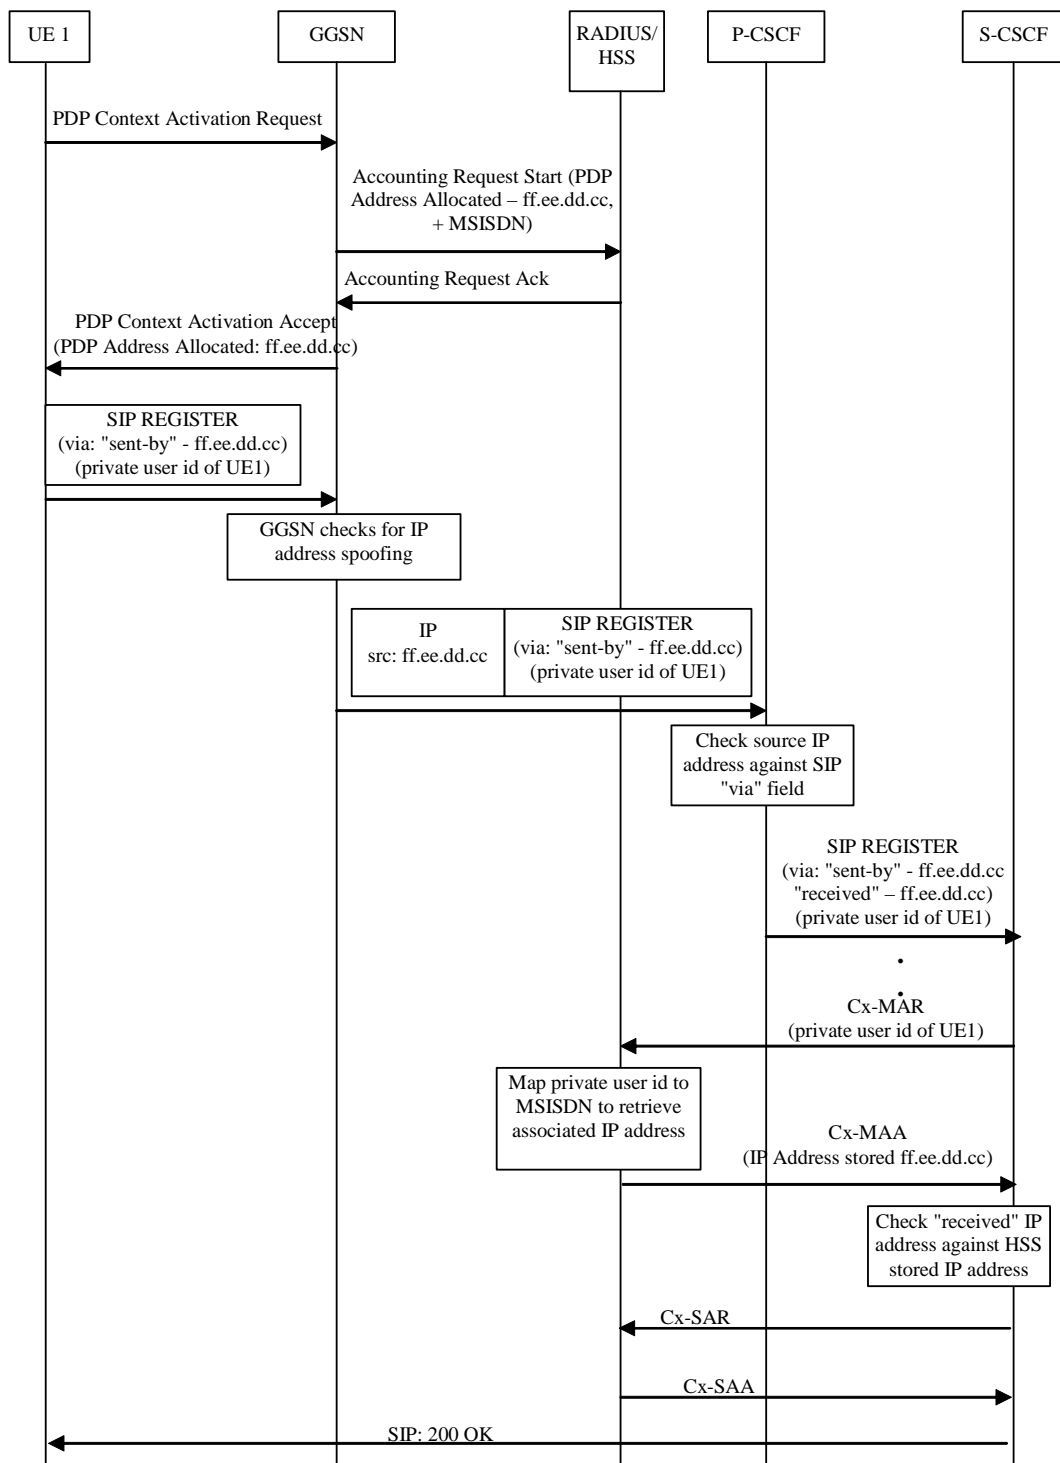 UE 1
GGSN
RADIUS/
HSS
P-CSCF
S-CSCF
PDP Context Activation Request
Accounting Request Start (PDP
Address Allocated – ff.ee.dd.cc,
+ MSISDN)
Accounting Request Ack
PDP Context Activation Accept
(PDP Address Allocated: ff.ee.dd.cc)
SIP REGISTER
(via: "sent-by" - ff.ee.dd.cc)
(private user id of UE1)
GGSN checks for IP
address spoofing
IP
src: ff.ee.dd.cc
SIP REGISTER
(via: "sent-by" - ff.ee.dd.cc)
(private user id of UE1)
Check source IP
address against SIP
"via" field
SIP REGISTER
(via: "sent-by" - ff.ee.dd.cc
"received" – ff.ee.dd.cc)
(private user id of UE1)
.
.
Cx-MAR
(private user id of UE1)
Map private user id to
MSISDN to retrieve
associated IP address
Cx-MAA
(IP Address stored ff.ee.dd.cc)
Check "received" IP
address against HSS
stored IP address
Cx-SAR
Cx-SAA
SIP: 200 OK